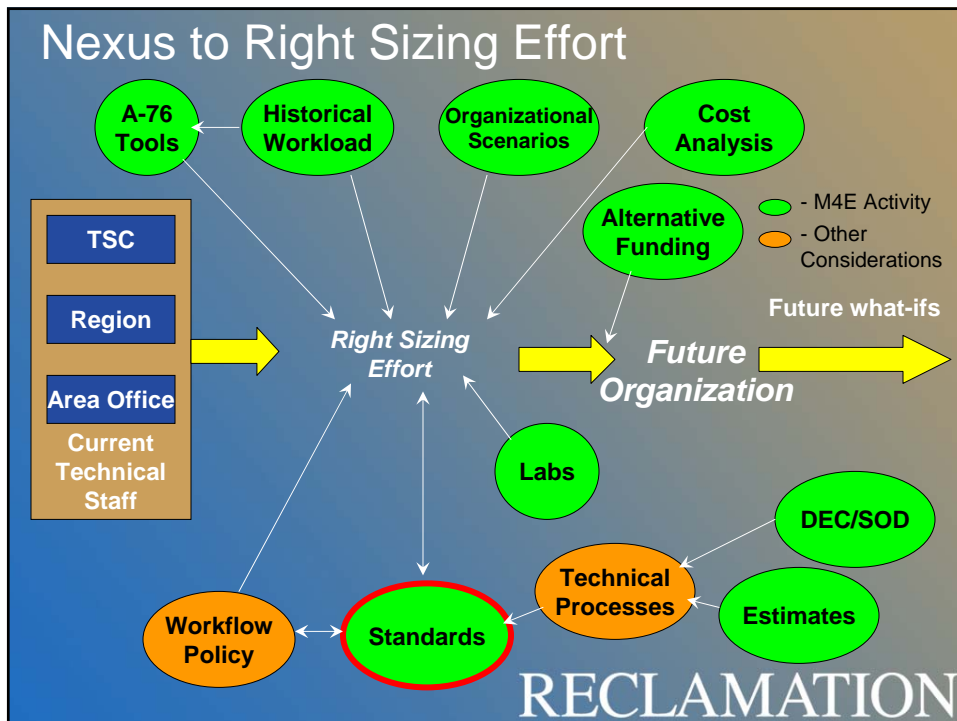 Nexus to Right Sizing Effort
A-76
Tools
Historical
Workload
Organizational
Scenarios
Cost
Analysis
Alternative
Funding
- M4E Activity
- Other
Considerations
TSC
Region
Area Office
Current
Technical
Staff
Right Sizing
Effort
Future
Organization
Future what-ifs
Labs
DEC/SOD
Technical
Processes
Estimates
Workflow
Policy
Standards
RECLAMATION